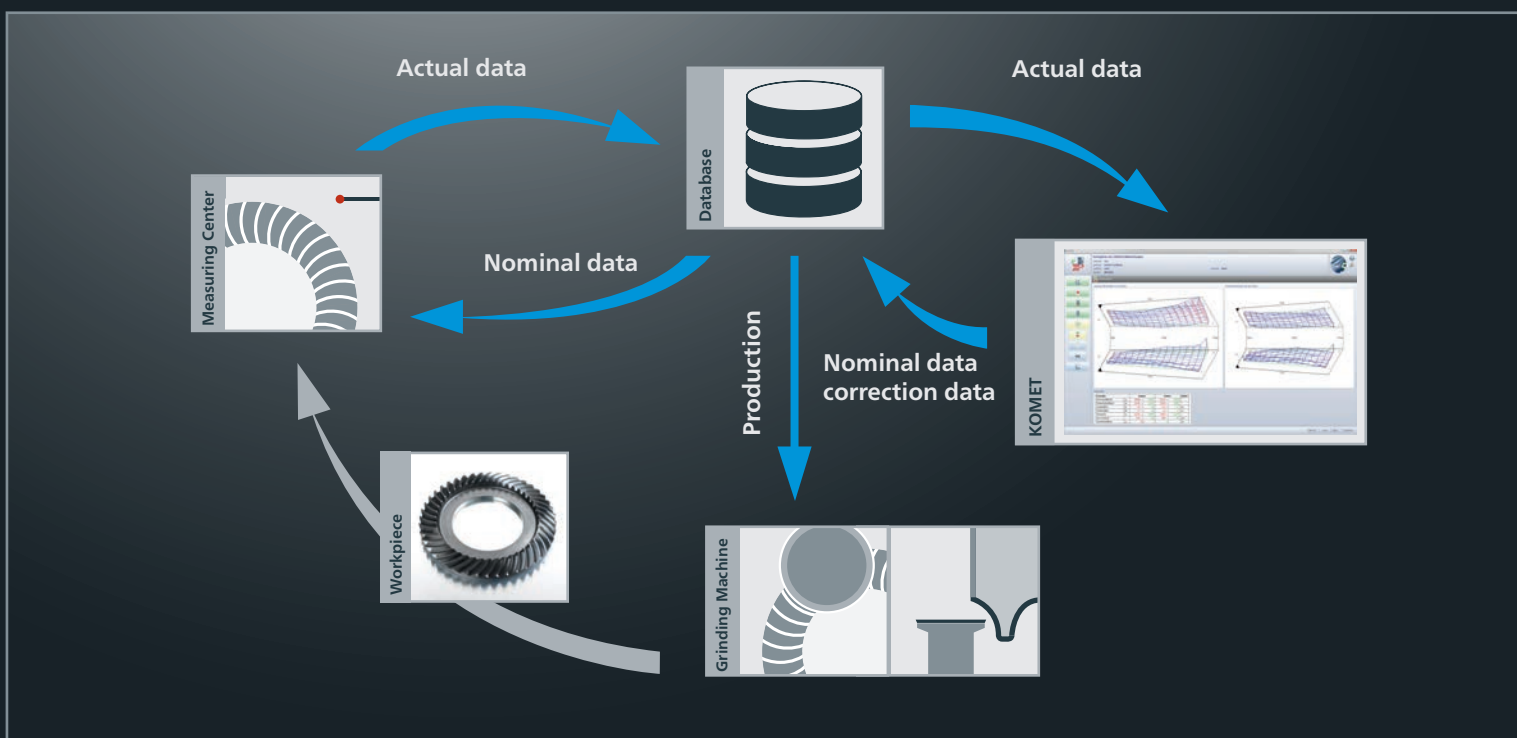 Actual data
Actual data
Database
Measuring Center
Nominal data
Production
Nominal data
correction data
KOMET
Workpiece
Grinding Machine